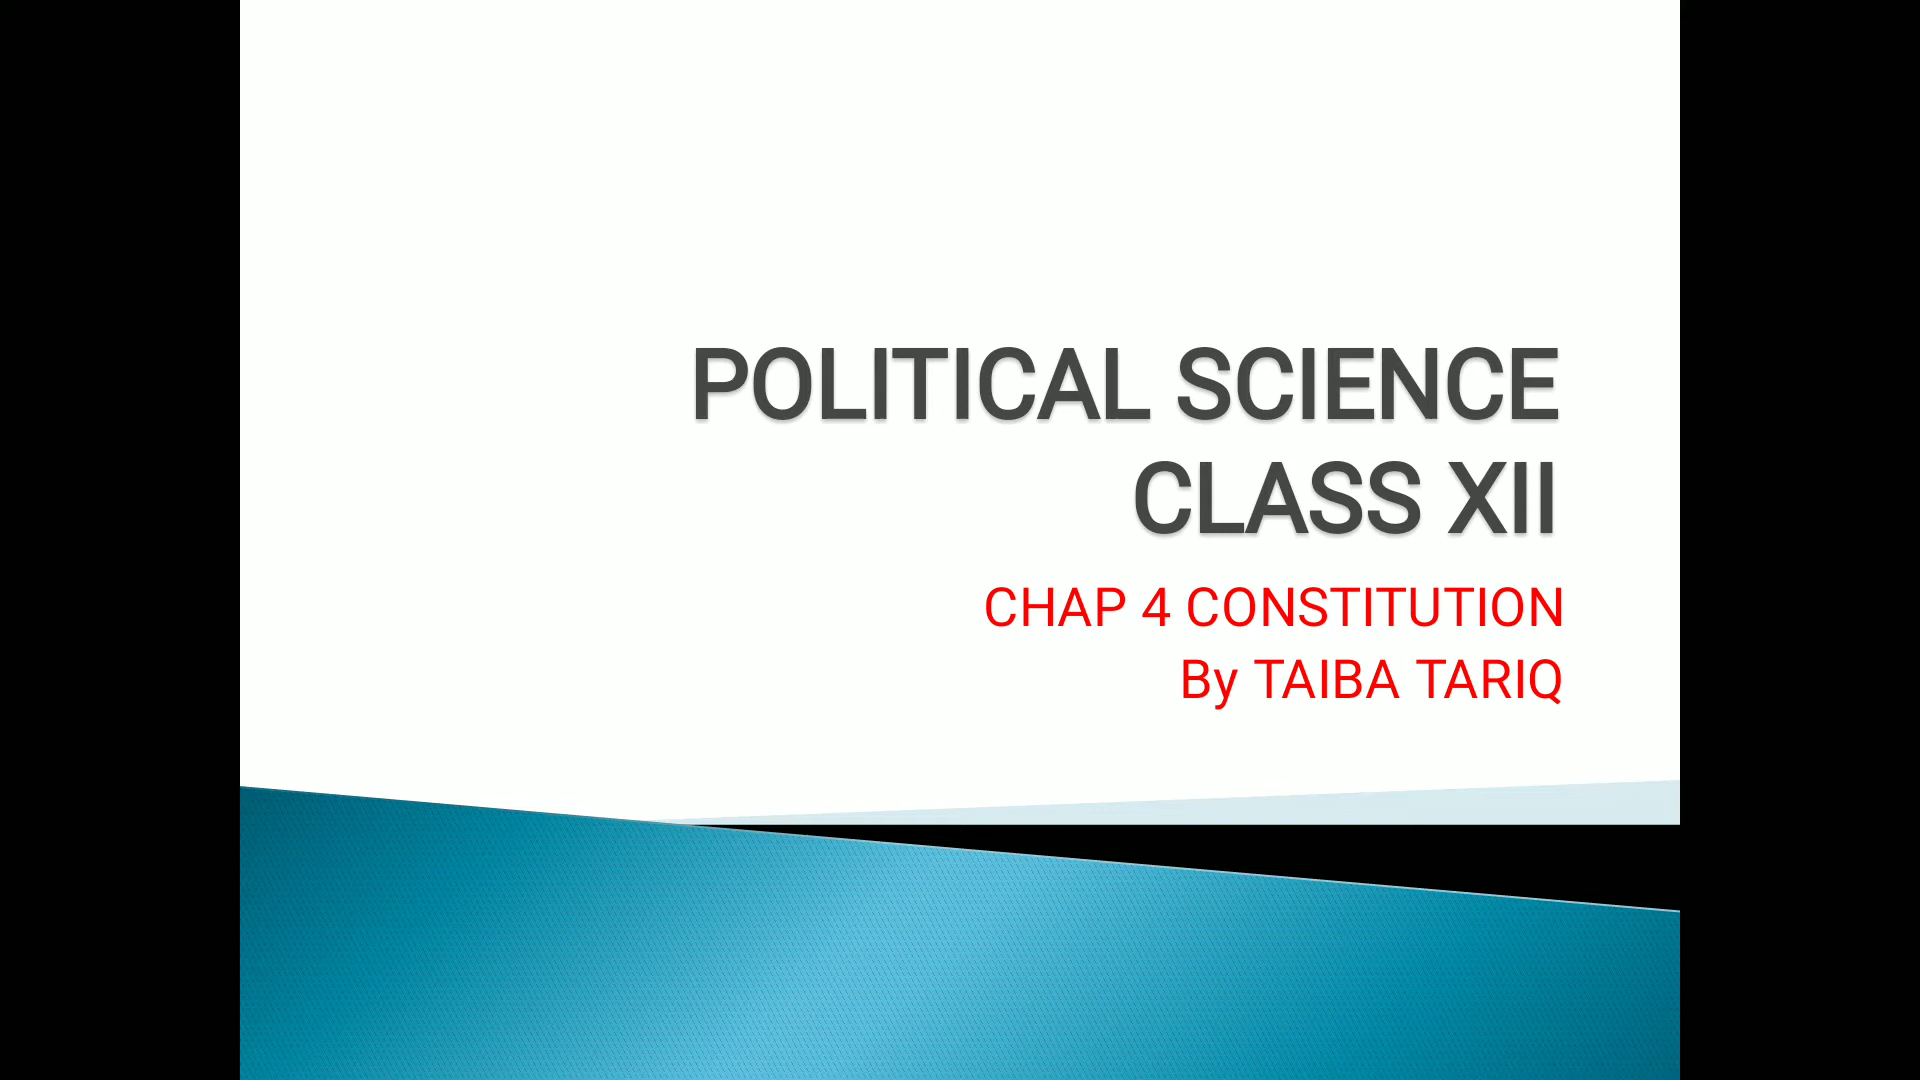 POLITICAL SCIENCE
CLASS XII
CHAP 4 CONSTITUTION
By TAIBA TARIQ